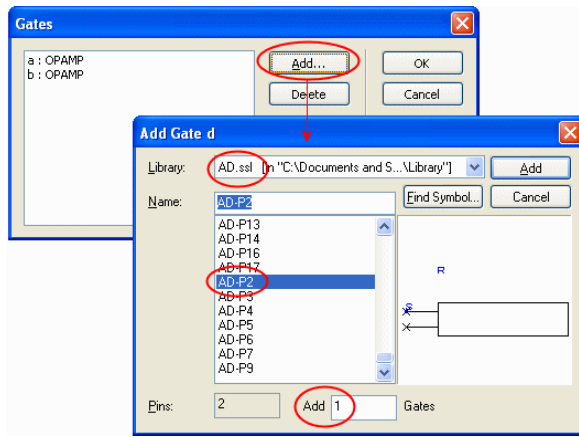 Gates
a : OPAMP
b : OPAMP
Add...
OK
Delete
Cancel
Add Gate d
Library:
AD.ssl [in "C:\Documents and S...\Library"]
Add
Name:
AD-P2
Find Symbol...
Cancel
AD-P13
AD-P14
AD-P16
AD-P17
AD-P2
AD-P3
AD-P4
AD-P5
AD-P6
AD-P7
AD-P9
R
S
Pins:
2
Add
1
Gates